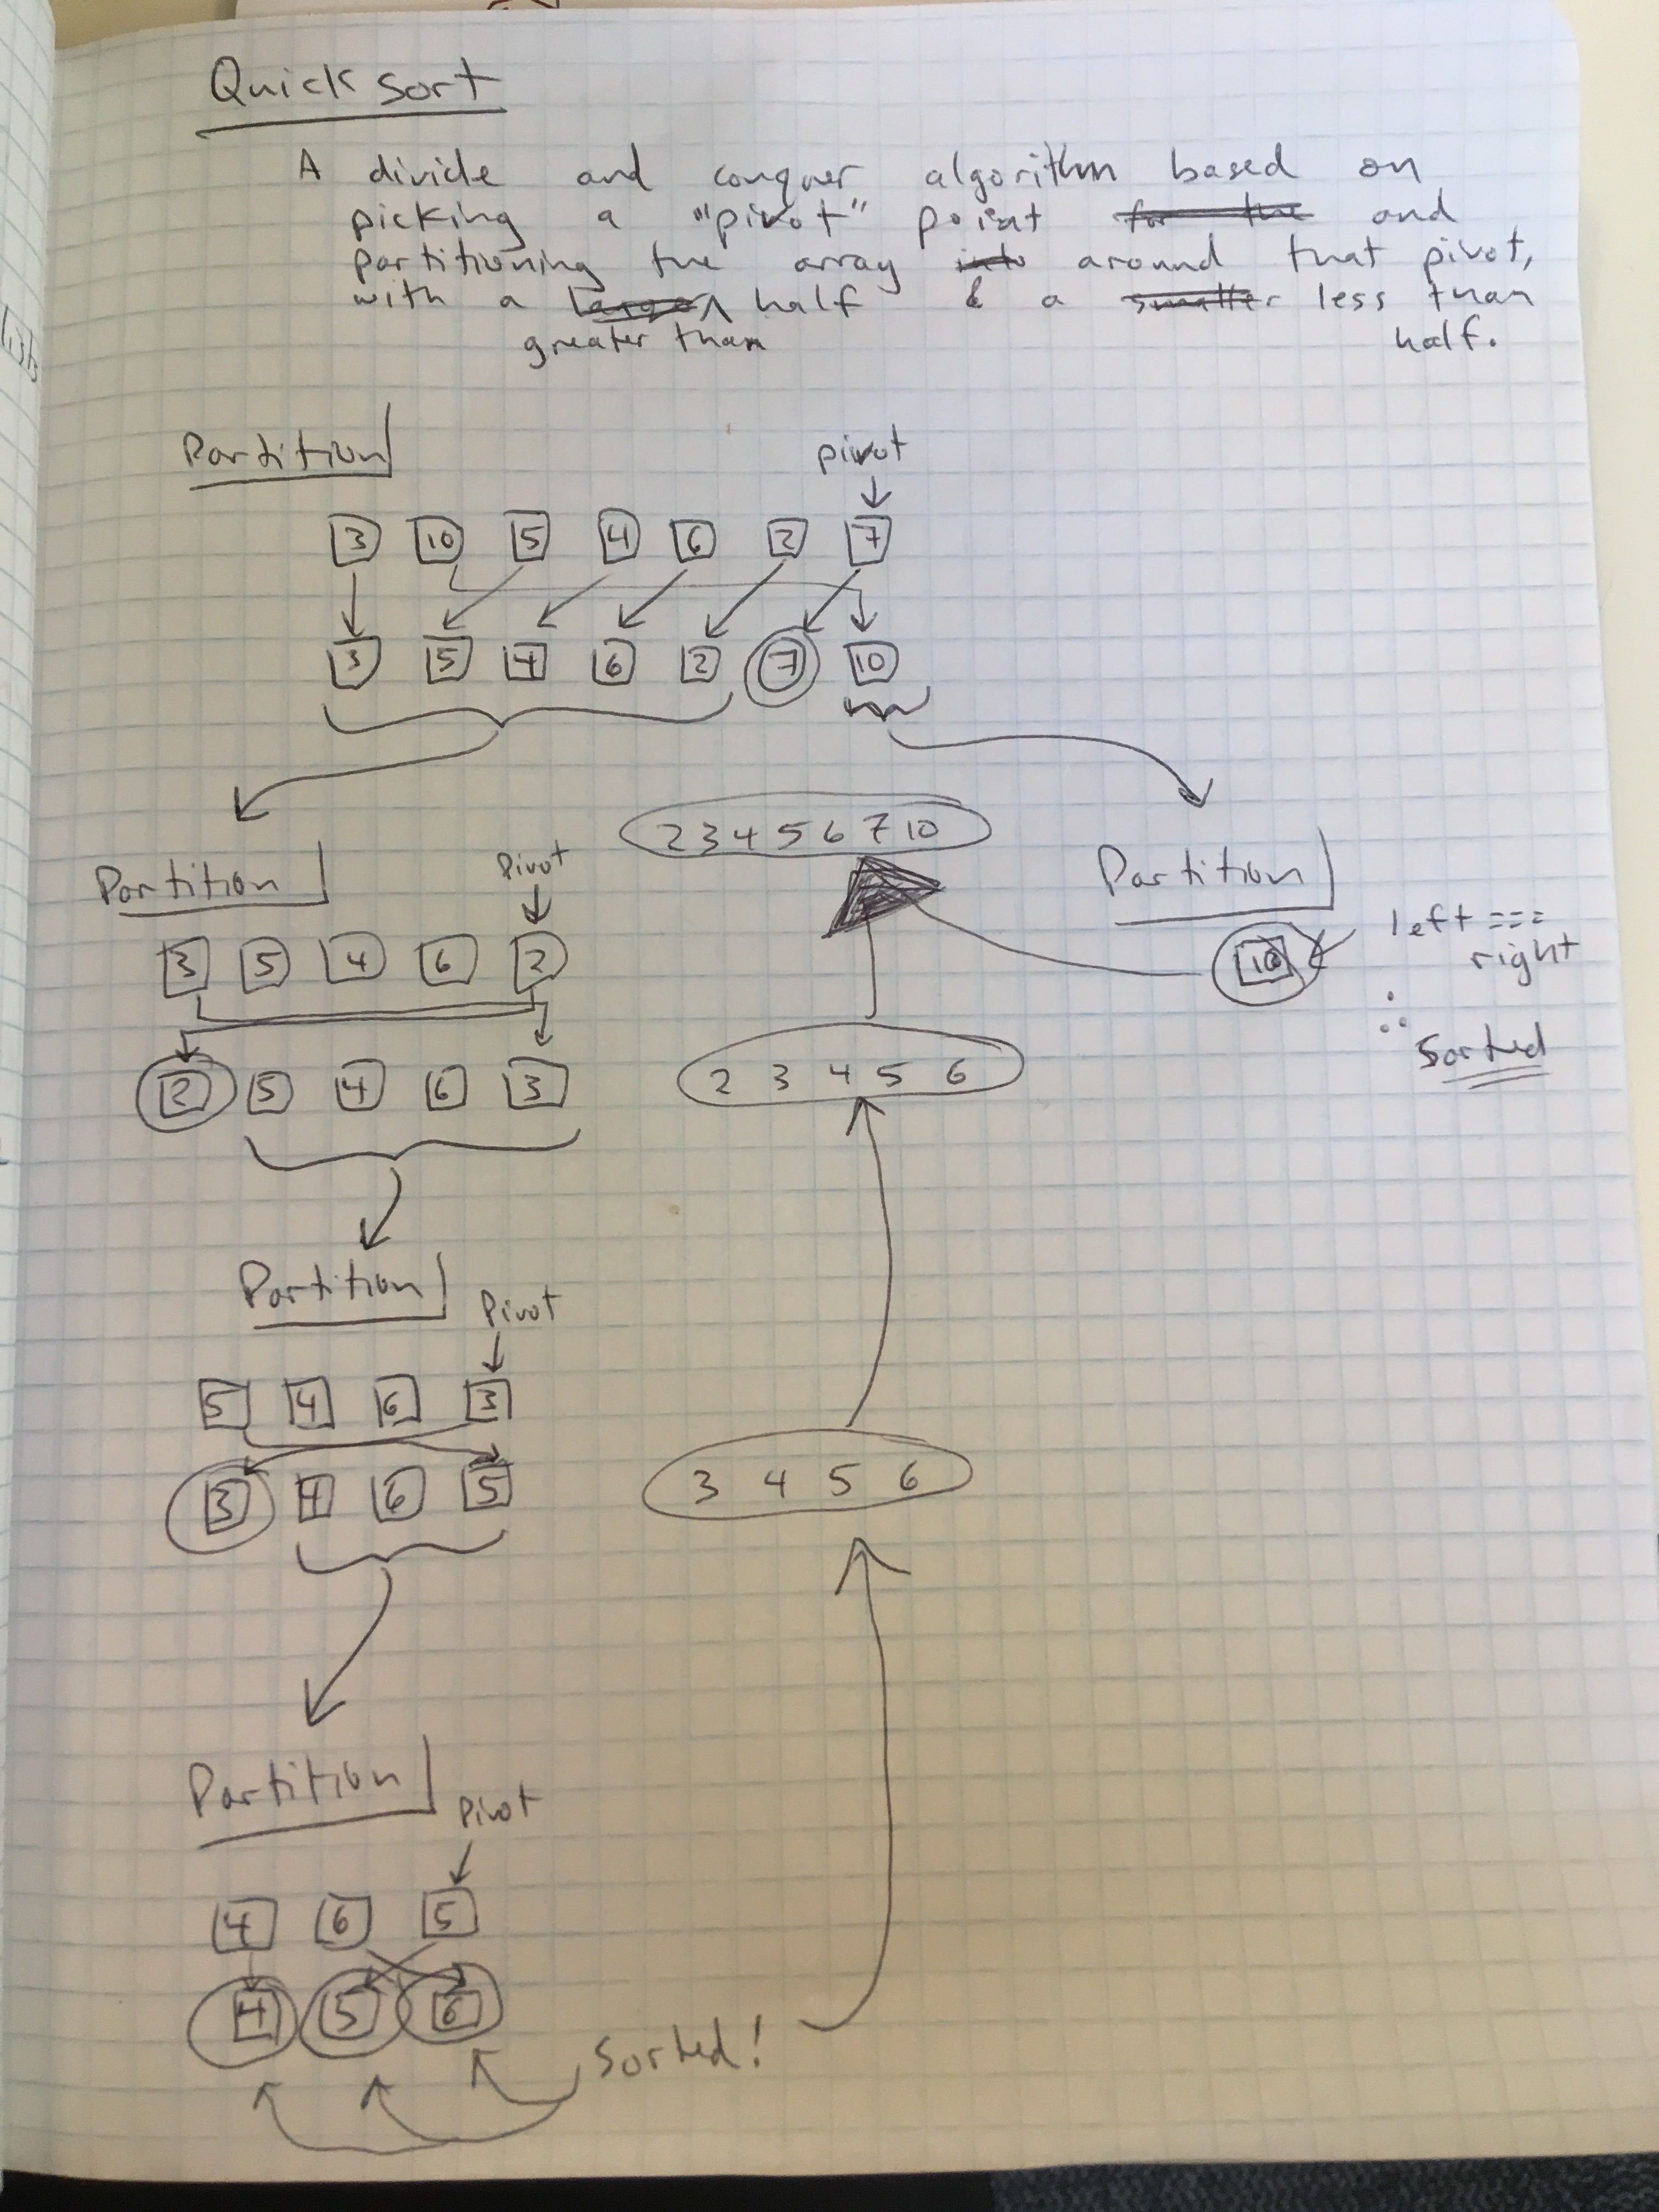 Quick Sort
A divide and conquer algorithm based on
picking a "pivot" point for the and
partitioning the array into around that pivot,
with a larger half & a smaller less than
greater than half.
Partition
pivot
3 10 5 4 6 2 7
3 5 4 6 2 7 10
2 3 4 5 6 7 10
Partition
Pivot
3 5 4 6 2
2 5 4 6 3
Partition
10
left ===
right
∴
Sorted
2 3 4 5 6
Partition
Pivot
5 4 6 3
3 4 6 5
3 4 5 6
Partition
Pivot
4 6 5
4 5 6
Sorted!